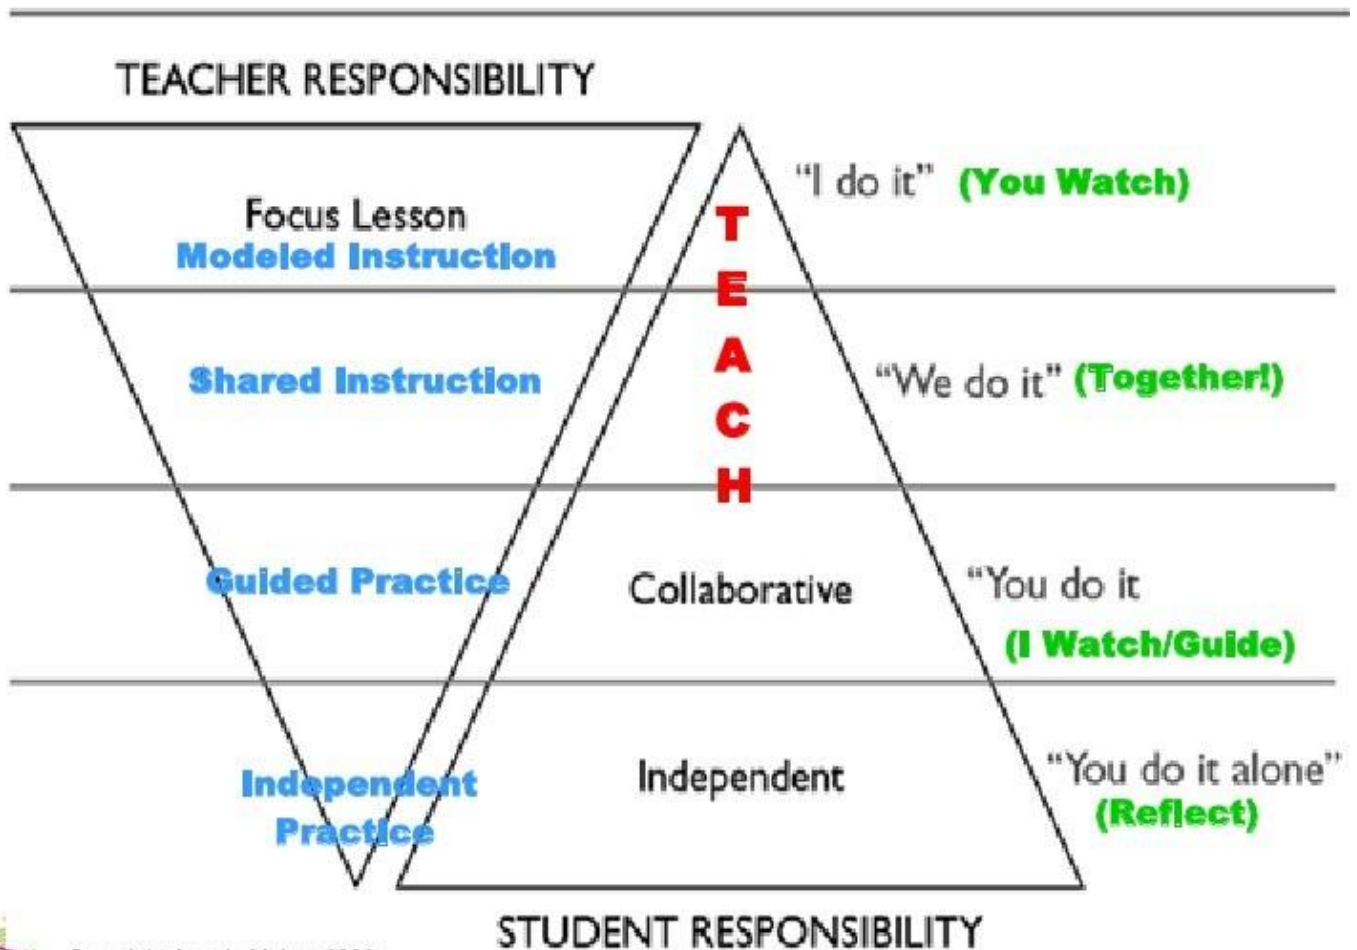 TEACHER RESPONSIBILITY
Focus Lesson
Modeled Instruction
"I do it" (You Watch)
Shared Instruction
"We do it" (Together!)
T
E
A
C
H
Guided Practice
Collaborative
"You do it
(I Watch/Guide)
Independent
Practice
Independent
"You do it alone"
(Reflect)
STUDENT RESPONSIBILITY